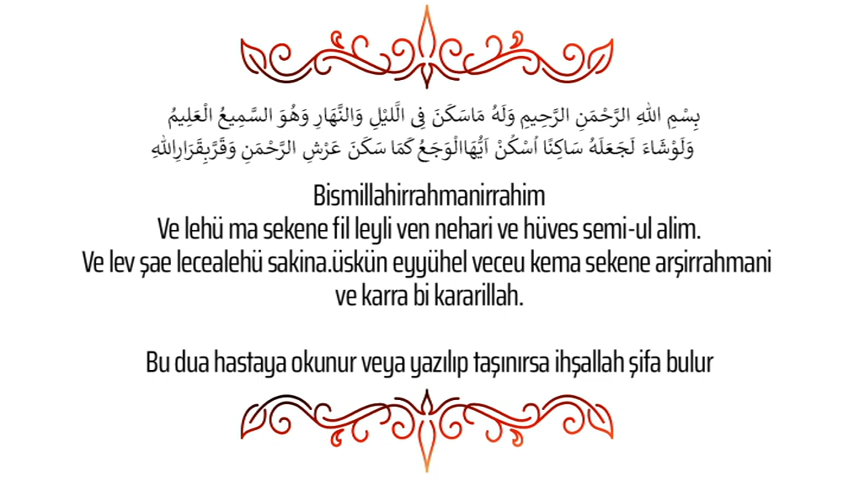 بِسْمِ اللهِ الرَّحْمَنِ الرَّحِيمِ وَلَهُ مَاسَكَنَ فِى الَّليْلِ وَالنَّهَارِ وَهُوَ السَّمِيعُ الْعَلِيمُ
وَلَوْشَاءَ لَجَعَلَهُ سَاكِنًا اُسْكُنْ اَيُّهَاالْوَجَعُ كَمَا سَكَنَ عَرْشِ الرَّحْمَنِ وَقَرَّبِقَرَارِاللهِ
Bismillahirrahmanirrahim
Ve lehü ma sekene fil leyli ven nehari ve hüves semi-ul alim.
Ve lev şae lecealehü sakina.üskün eyyühel veceu kema sekene arşirrahmani
ve karra bi kararillah.
Bu dua hastaya okunur veya yazılıp taşınırsa ihşallah şifa bulur